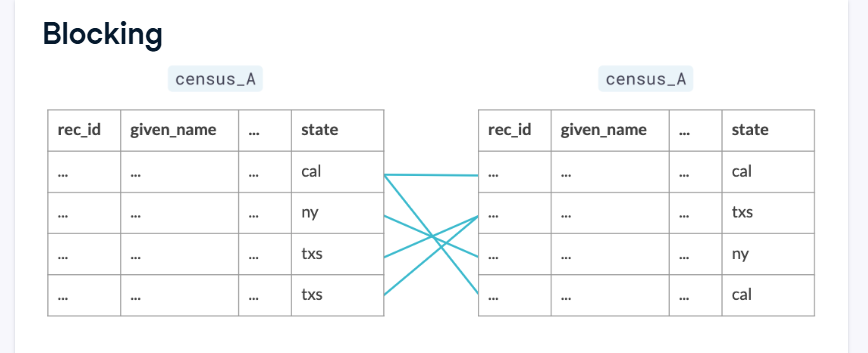 Blocking
census_A census_A
rec_id given_name ... state rec_id given_name ... state
... ... ... cal ... ... ... cal
... ... ... ny ... ... ... txs
... ... ... txs ... ... ... ny
... ... ... txs ... ... ... cal